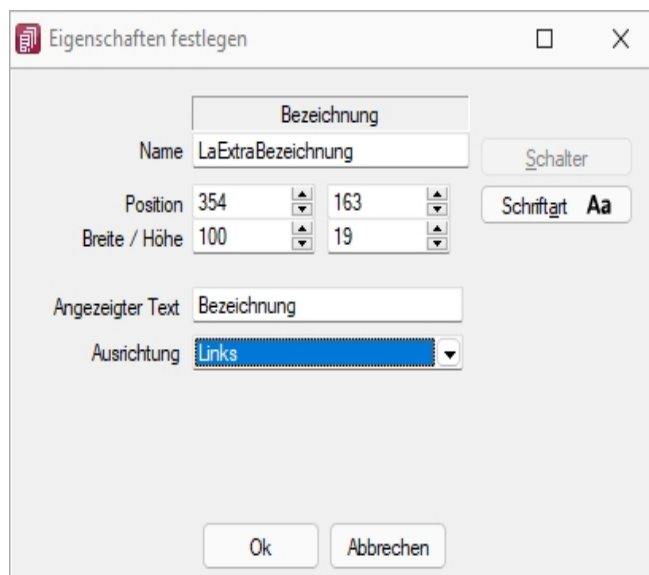 Eigenschaften festlegen
Bezeichnung
Name LaExtraBezeichnung Schalter
Position 354 163 Schriftart Aa
Breite / Höhe 100 19
Angezeigter Text Bezeichnung
Ausrichtung Links
Ok Abbrechen